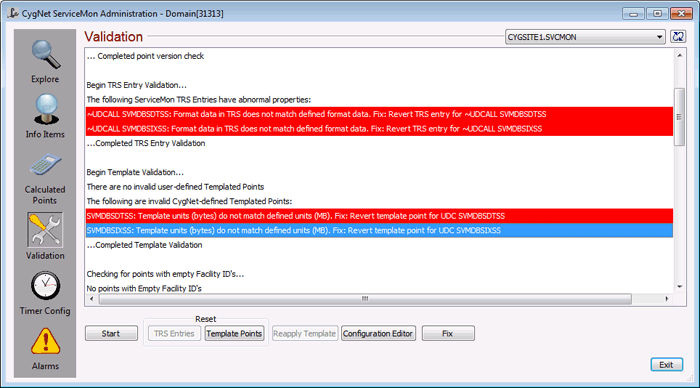 CygNet ServiceMon Administration - Domain[31313]
Validation
CYGSITE1.SVCMON
Explore
Info Items
Calculated
Points
Validation
Timer Config
Alarms
... Completed point version check
Begin TRS Entry Validation...
The following ServiceMon TRS Entries have abnormal properties:
~UDCALL SVMDBSDTSS: Format data in TRS does not match defined format data. Fix: Revert TRS entry for ~UDCALL SVMDBSDTSS
~UDCALL SVMDBSIXSS: Format data in TRS does not match defined format data. Fix: Revert TRS entry for ~UDCALL SVMDBSIXSS
...Completed TRS Entry Validation
Begin Template Validation...
There are no invalid user-defined Templated Points
The following are invalid CygNet-defined Templated Points:
SVMDBSDTSS: Template units (bytes) do not match defined units (MB). Fix: Revert template point for UDC SVMDBSDTSS
SVMDBSIXSS: Template units (bytes) do not match defined units (MB). Fix: Revert template point for UDC SVMDBSIXSS
...Completed Template Validation
Checking for points with empty Facility ID's...
No points with Empty Facility ID's
Reset
Start
TRS Entries
Template Points
Reapply Template
Configuration Editor
Fix
Exit